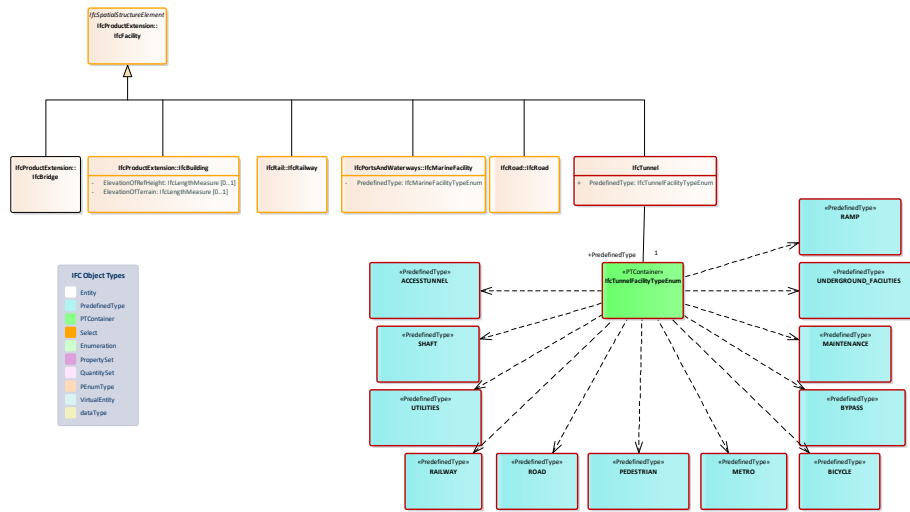 IfcSpatialStructureElement
IfcProductExtension::
IfcFacility
IfcProductExtension::
IfcBridge
IfcProductExtension::IfcBuilding
- ElevationOfRefHeight: IfcLengthMeasure [0..1]
- ElevationOfTerrain: IfcLengthMeasure [0..1]
IfcRail::IfcRailway
IfcPortsAndWaterways::IfcMarineFacility
- PredefinedType: IfcMarineFacilityTypeEnum
IfcRoad::IfcRoad
IfcTunnel
+ PredefinedType: IfcTunnelFacilityTypeEnum
+PredefinedType 1
«PTContainer»
IfcTunnelFacilityTypeEnum
«PredefinedType»
RAMP
«PredefinedType»
ACCESSTUNNEL
«PredefinedType»
UNDERGROUND_FACILITIES
«PredefinedType»
SHAFT
«PredefinedType»
MAINTENANCE
«PredefinedType»
UTILITIES
«PredefinedType»
BYPASS
«PredefinedType»
RAILWAY
«PredefinedType»
ROAD
«PredefinedType»
PEDESTRIAN
«PredefinedType»
METRO
«PredefinedType»
BICYCLE
IFC Object Types
Entity
PredefinedType
PTContainer
Select
Enumeration
PropertySet
QuantitySet
PEnumType
VirtualEntity
dataType